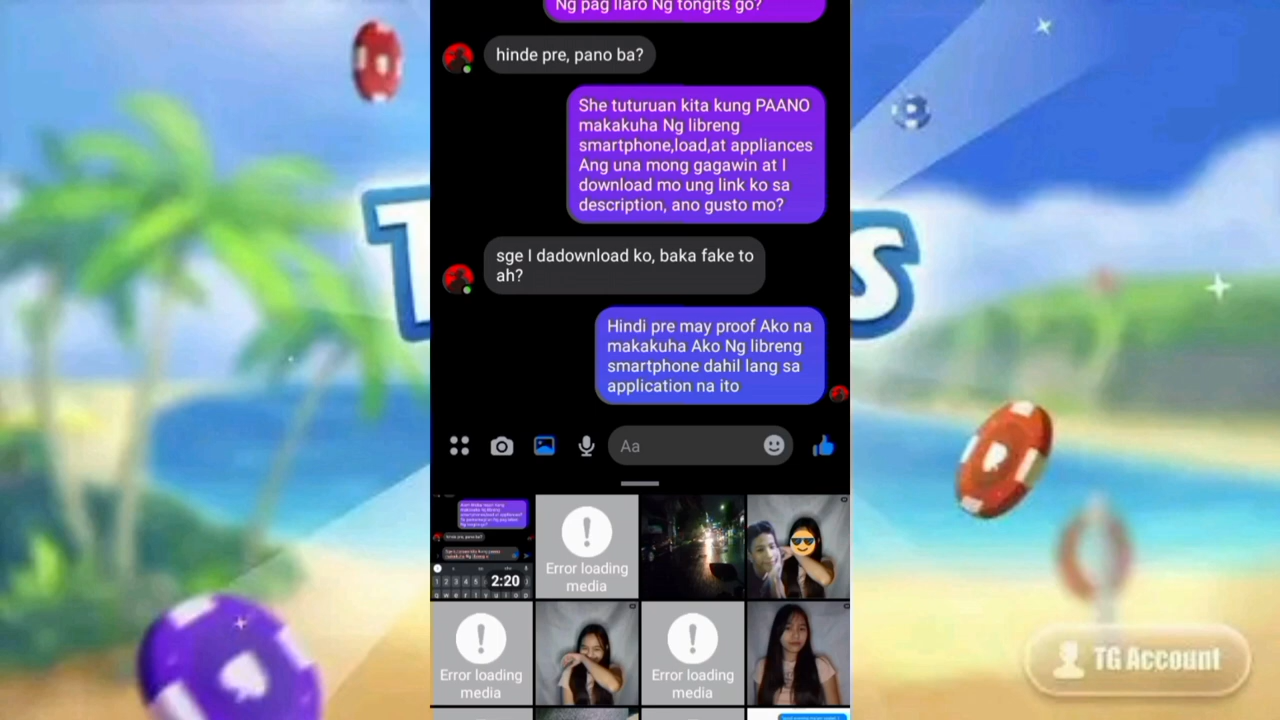 Ng pag llaro Ng tongits go?
hinde pre, pano ba?
She tuturuan kita kung PAANO
makakuha Ng libreng
smartphone,load,at appliances
Ang una mong gagawin at I
download mo ung link ko sa
description, ano gusto mo?
sge I dadownload ko, baka fake to
ah?
Hindi pre may proof Ako na
makakuha Ako Ng libreng
smartphone dahil lang sa
application na ito
Aa
Error loading
media
2:20
Error loading
media
Error loading
media
TG Account